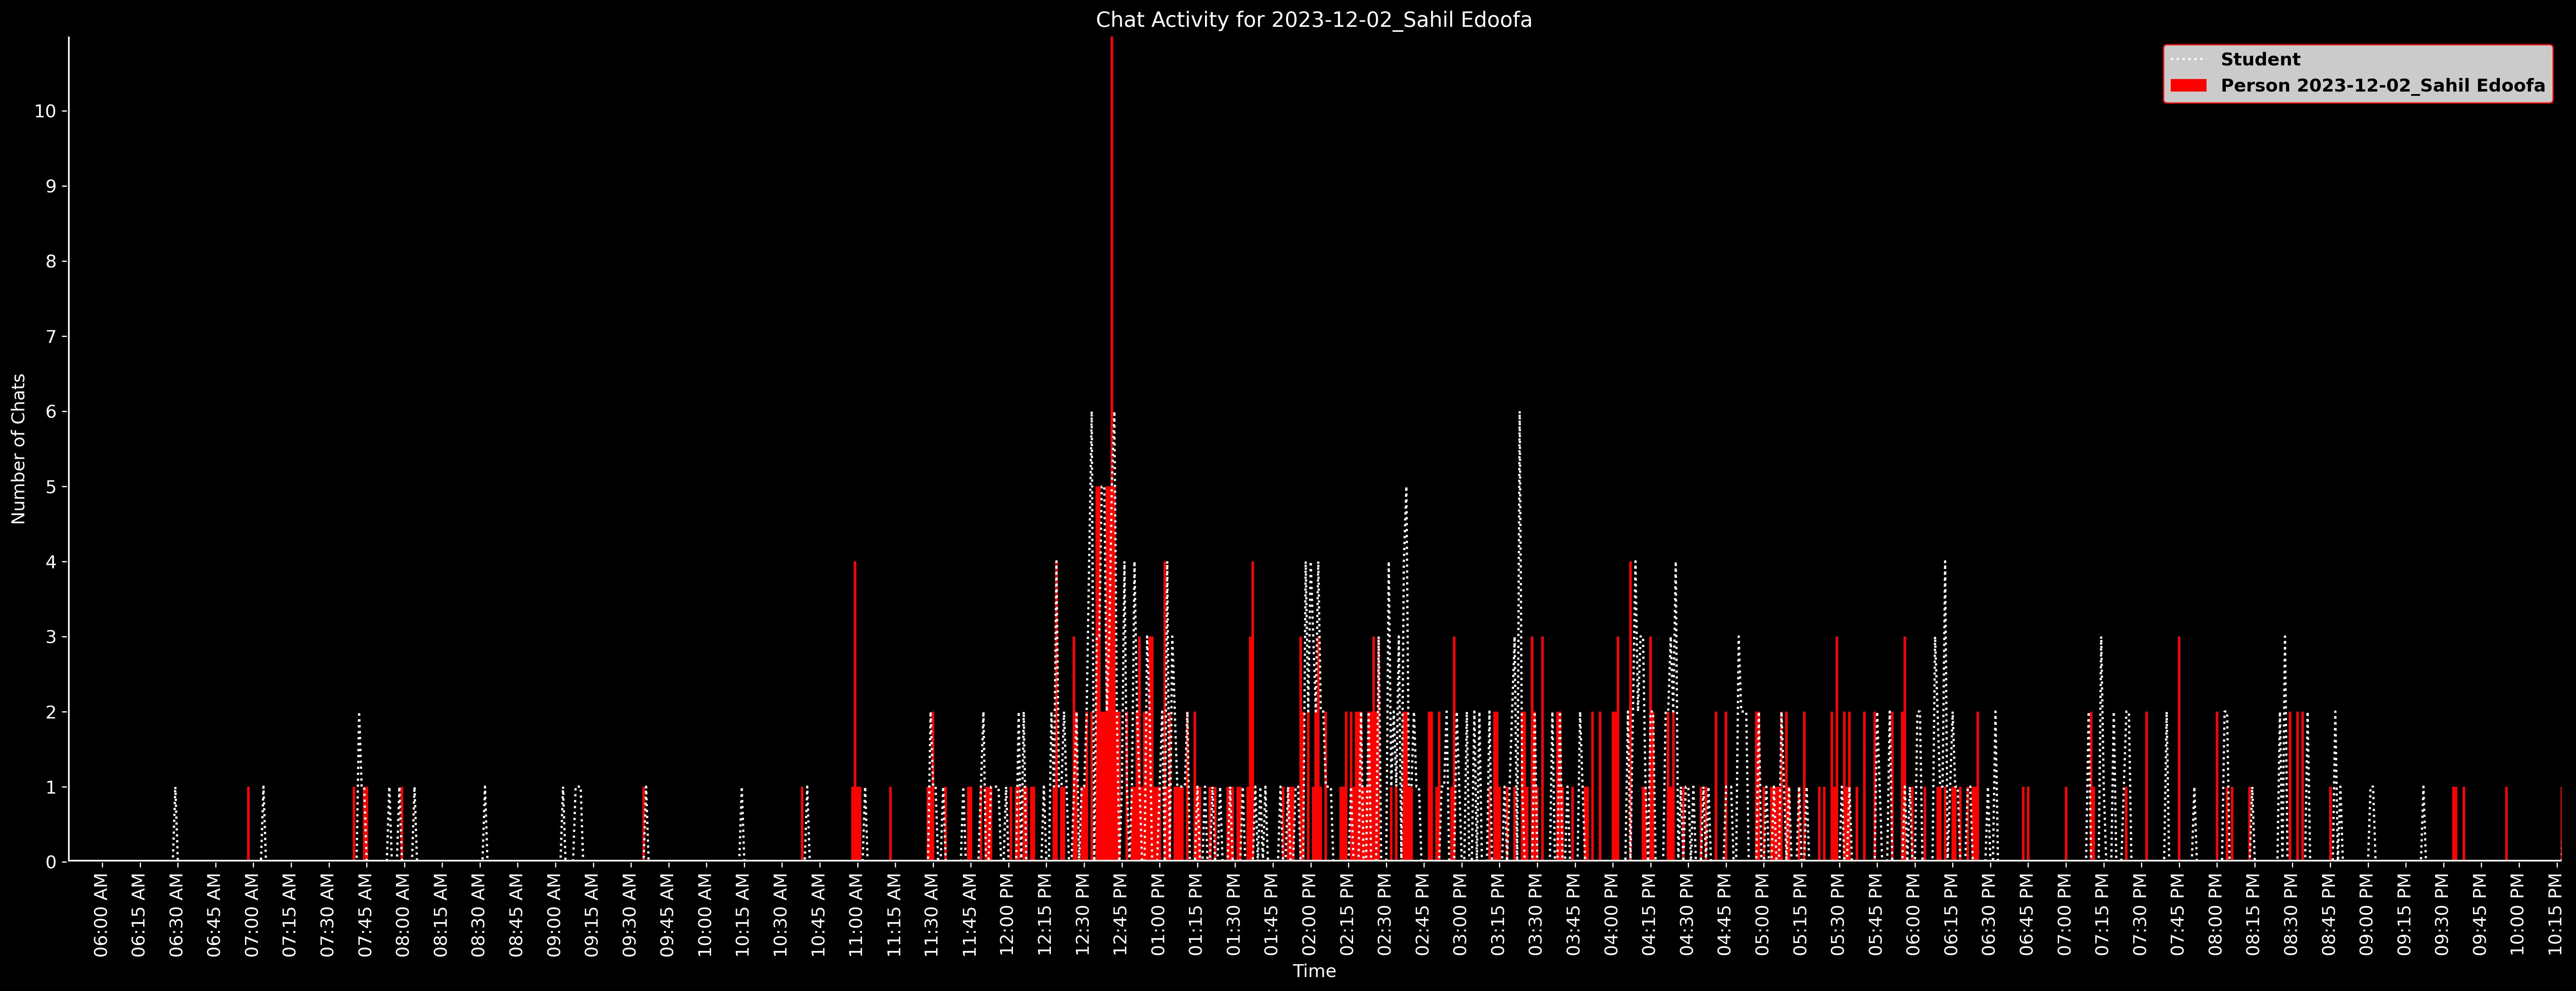 Chat Activity for 2023-12-02_Sahil Edoofa
Student
Person 2023-12-02_Sahil Edoofa
Number of Chats
10
9
8
7
6
5
4
3
2
1
0
06:00 AM
06:15 AM
06:30 AM
06:45 AM
07:00 AM
07:15 AM
07:30 AM
07:45 AM
08:00 AM
08:15 AM
08:30 AM
08:45 AM
09:00 AM
09:15 AM
09:30 AM
09:45 AM
10:00 AM
10:15 AM
10:30 AM
10:45 AM
11:00 AM
11:15 AM
11:30 AM
11:45 AM
12:00 PM
12:15 PM
12:30 PM
12:45 PM
01:00 PM
01:15 PM
01:30 PM
01:45 PM
02:00 PM
02:15 PM
02:30 PM
02:45 PM
03:00 PM
03:15 PM
03:30 PM
03:45 PM
04:00 PM
04:15 PM
04:30 PM
04:45 PM
05:00 PM
05:15 PM
05:30 PM
05:45 PM
06:00 PM
06:15 PM
06:30 PM
06:45 PM
07:00 PM
07:15 PM
07:30 PM
07:45 PM
08:00 PM
08:15 PM
08:30 PM
08:45 PM
09:00 PM
09:15 PM
09:30 PM
09:45 PM
10:00 PM
10:15 PM
Time